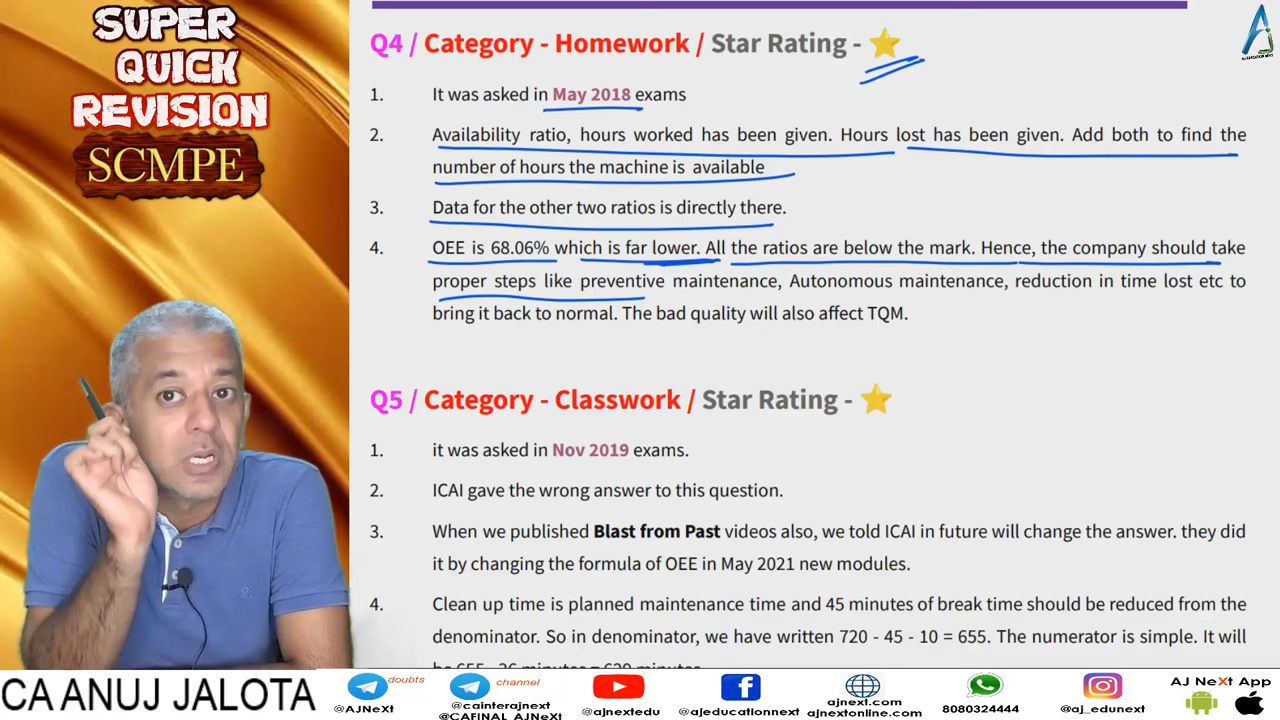 SUPER
QUICK
REVISION
SCMPE
Q4 / Category - Homework / Star Rating - ⭐
1. It was asked in May 2018 exams
2. Availability ratio, hours worked has been given. Hours lost has been given. Add both to find the
number of hours the machine is available
3. Data for the other two ratios is directly there.
4. OEE is 68.06% which is far lower. All the ratios are below the mark. Hence, the company should take
proper steps like preventive maintenance, Autonomous maintenance, reduction in time lost etc to
bring it back to normal. The bad quality will also affect TQM.
Q5 / Category - Classwork / Star Rating - ⭐
1. it was asked in Nov 2019 exams.
2. ICAI gave the wrong answer to this question.
3. When we published Blast from Past videos also, we told ICAI in future will change the answer. they did
it by changing the formula of OEE in May 2021 new modules.
4. Clean up time is planned maintenance time and 45 minutes of break time should be reduced from the
denominator. So in denominator, we have written 720 - 45 - 10 = 655. The numerator is simple. It will
be 655 - 26 minutes = 629 minutes.
CA ANUJ JALOTA
doubts
@AJNeXt
channel
@cainterajnext
@CAFINAL_AJNeXt
@ajnextedu
@ajeducationnext
ajnext.com
ajnextonline.com
8080324444
@aj_edunext
AJ NeXt App